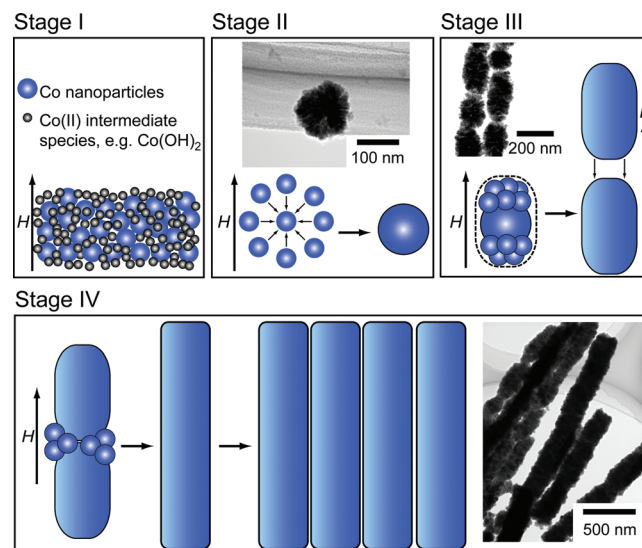 Stage I
Co nanoparticles
Co(II) intermediate
species, e.g. Co(OH)2
H
Stage II
100 nm
H
Stage III
200 nm
H
Stage IV
H
500 nm